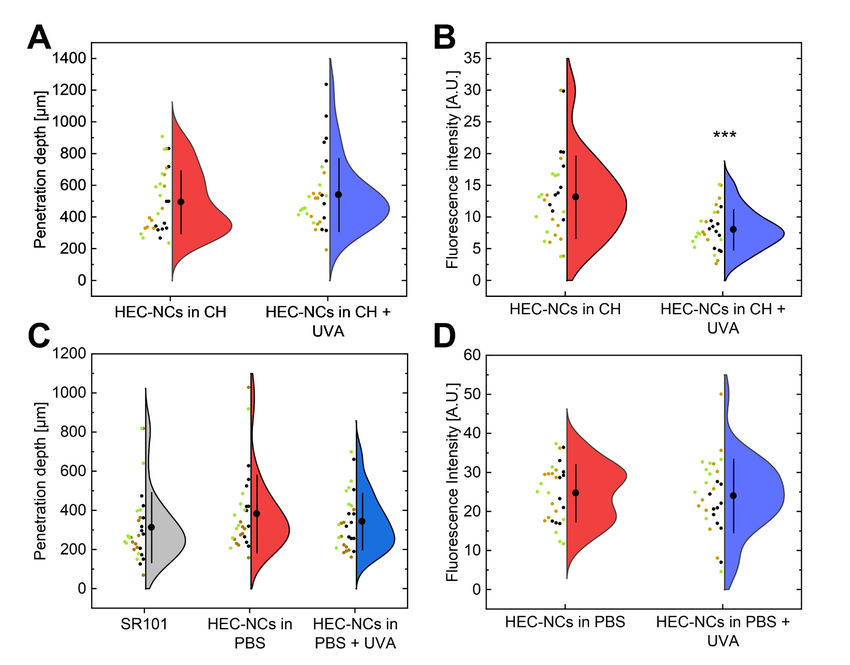 A
Penetration depth [µm]
1400
1200
1000
800
600
400
200
0
HEC-NCs in CH
HEC-NCs in CH +
UVA
B
Fluorescence intensity [A.U.]
35
30
25
20
15
10
5
0
***
HEC-NCs in CH
HEC-NCs in CH +
UVA
C
Penetration depth [µm]
1200
1000
800
600
400
200
0
SR101
HEC-NCs in
PBS
HEC-NCs in
PBS + UVA
D
Fluorescence Intensity [A.U.]
60
50
40
30
20
10
0
HEC-NCs in PBS
HEC-NCs in PBS +
UVA